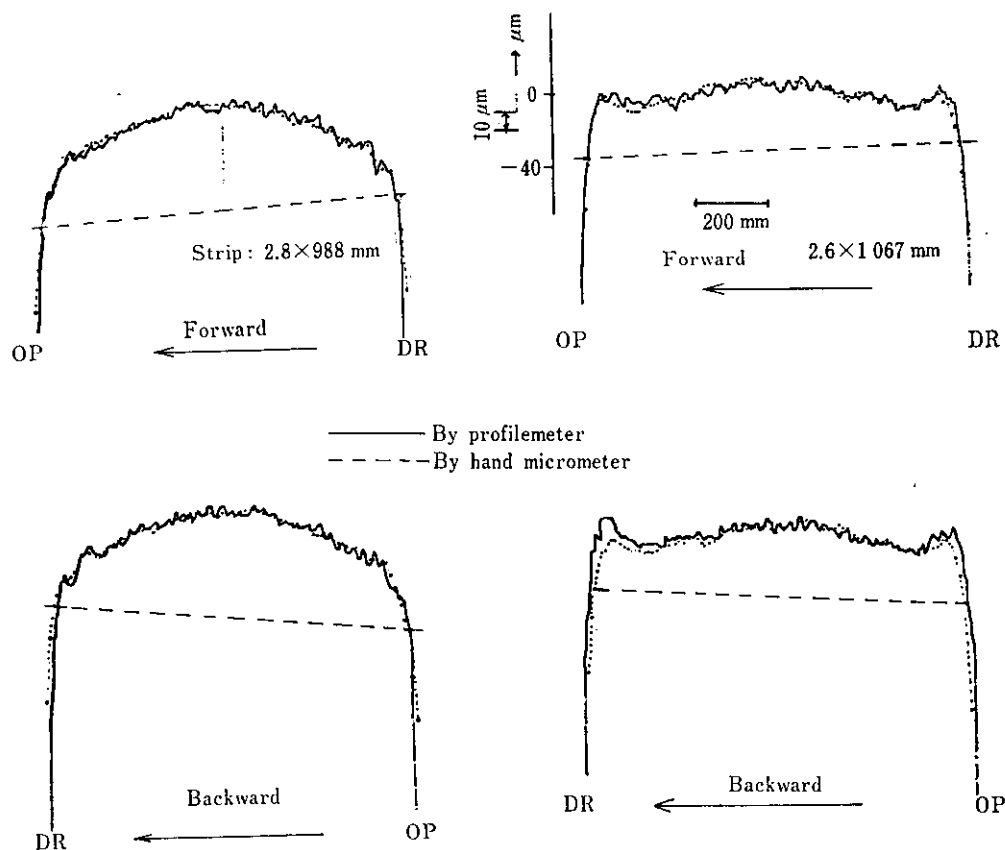 μm
0
10 μm
−40
200 mm
Strip: 2.8×988 mm
Forward
2.6×1 067 mm
Forward
OP
DR
OP
DR
By profilemeter
By hand micrometer
Backward
DR
OP
Backward
DR
OP